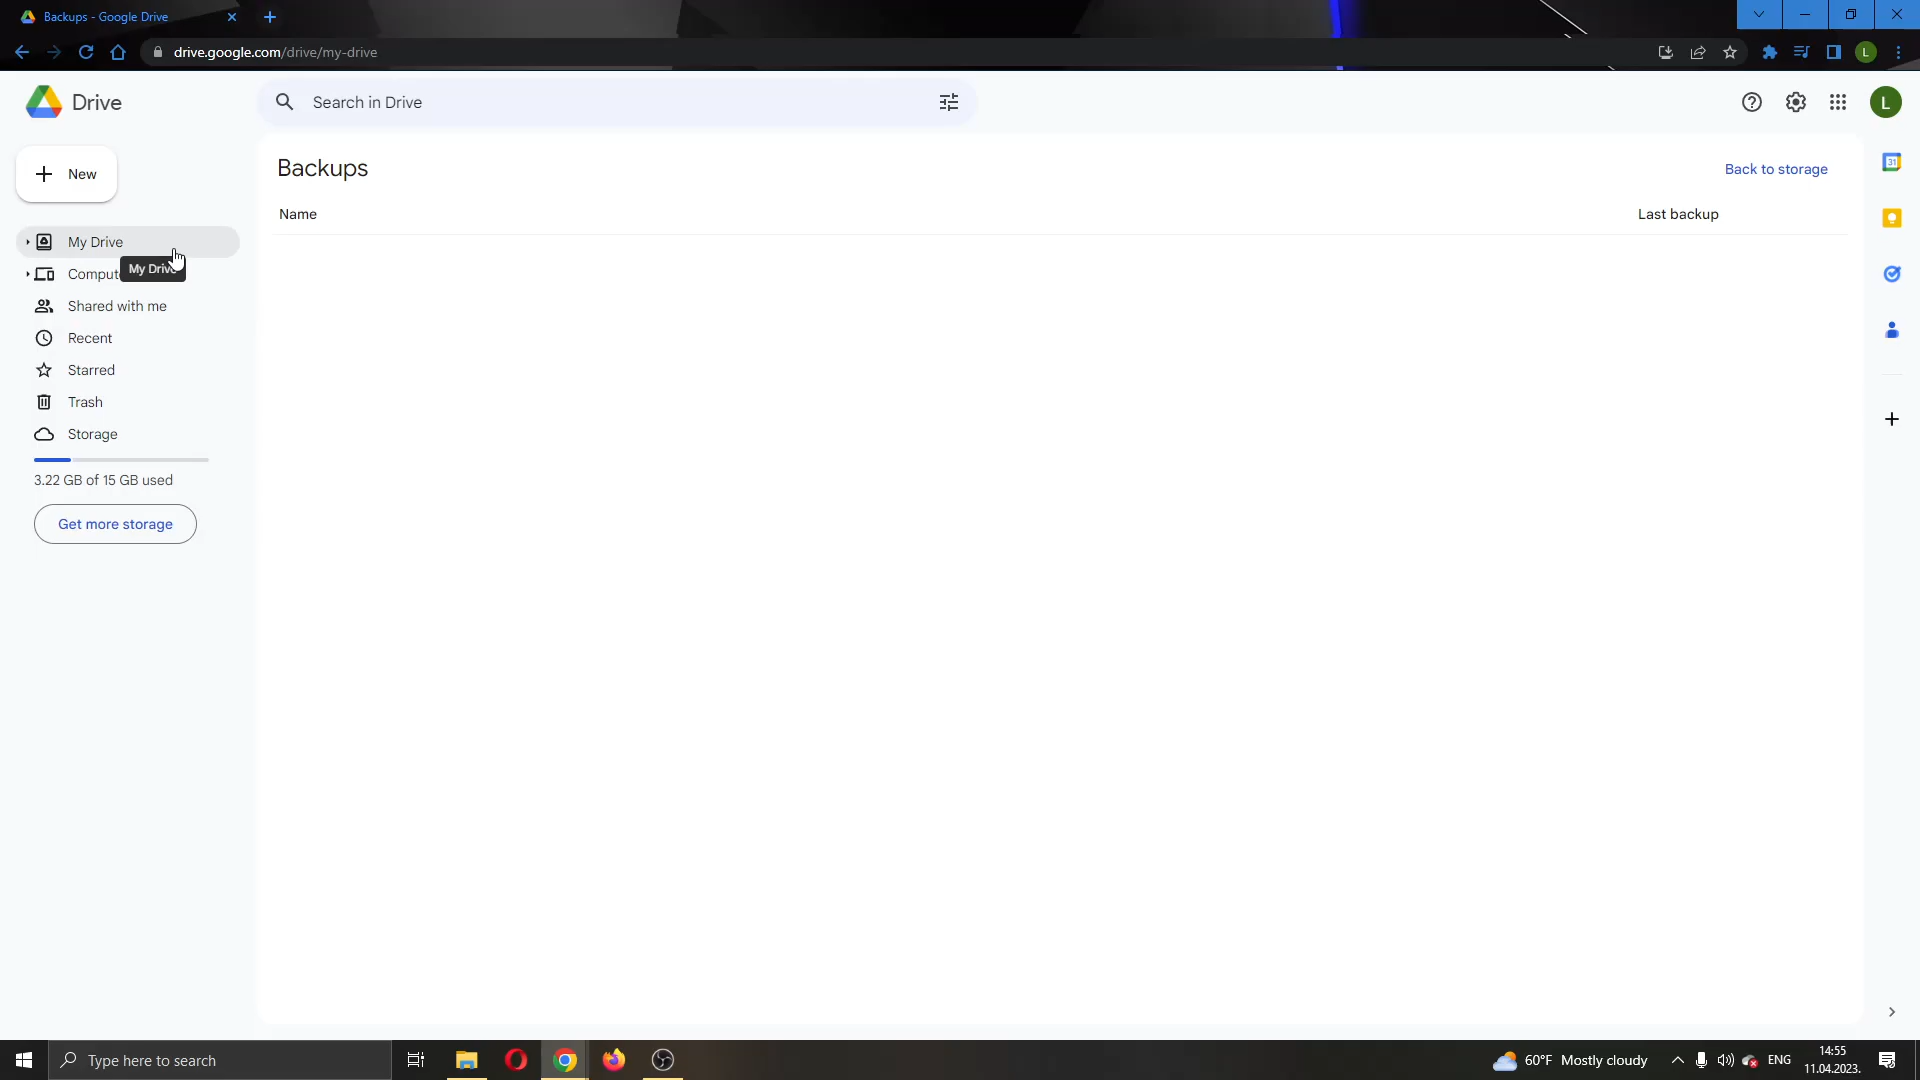 Backups - Google Drive
drive.google.com/drive/my-drive
L
Drive
Search in Drive
L
New
Backups
Back to storage
31
Name
Last backup
My Drive
My Drive
Comput
Shared with me
Recent
Starred
Trash
Storage
3.22 GB of 15 GB used
Get more storage
Type here to search
60°F Mostly cloudy
ENG
14:55
11.04.2023.